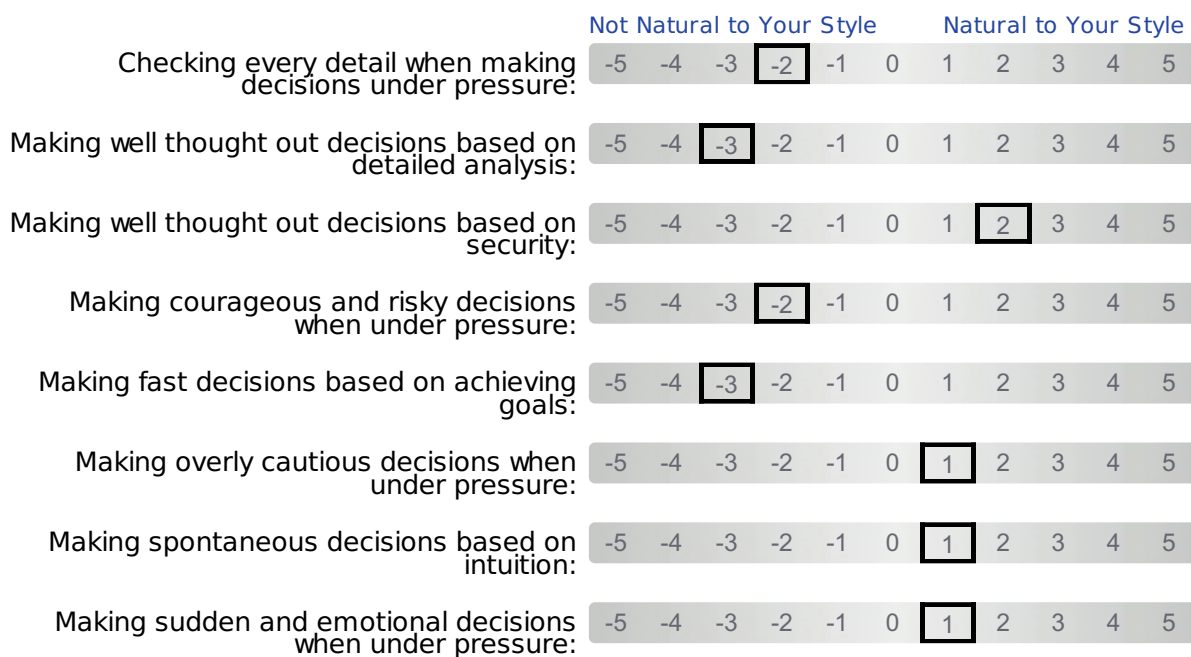 Not Natural to Your Style Natural to Your Style
Checking every detail when making
decisions under pressure:
-5 -4 -3 -2 -1 0 1 2 3 4 5
Making well thought out decisions based on
detailed analysis:
-5 -4 -3 -2 -1 0 1 2 3 4 5
Making well thought out decisions based on
security:
-5 -4 -3 -2 -1 0 1 2 3 4 5
Making courageous and risky decisions
when under pressure:
-5 -4 -3 -2 -1 0 1 2 3 4 5
Making fast decisions based on achieving
goals:
-5 -4 -3 -2 -1 0 1 2 3 4 5
Making overly cautious decisions when
under pressure:
-5 -4 -3 -2 -1 0 1 2 3 4 5
Making spontaneous decisions based on
intuition:
-5 -4 -3 -2 -1 0 1 2 3 4 5
Making sudden and emotional decisions
when under pressure:
-5 -4 -3 -2 -1 0 1 2 3 4 5